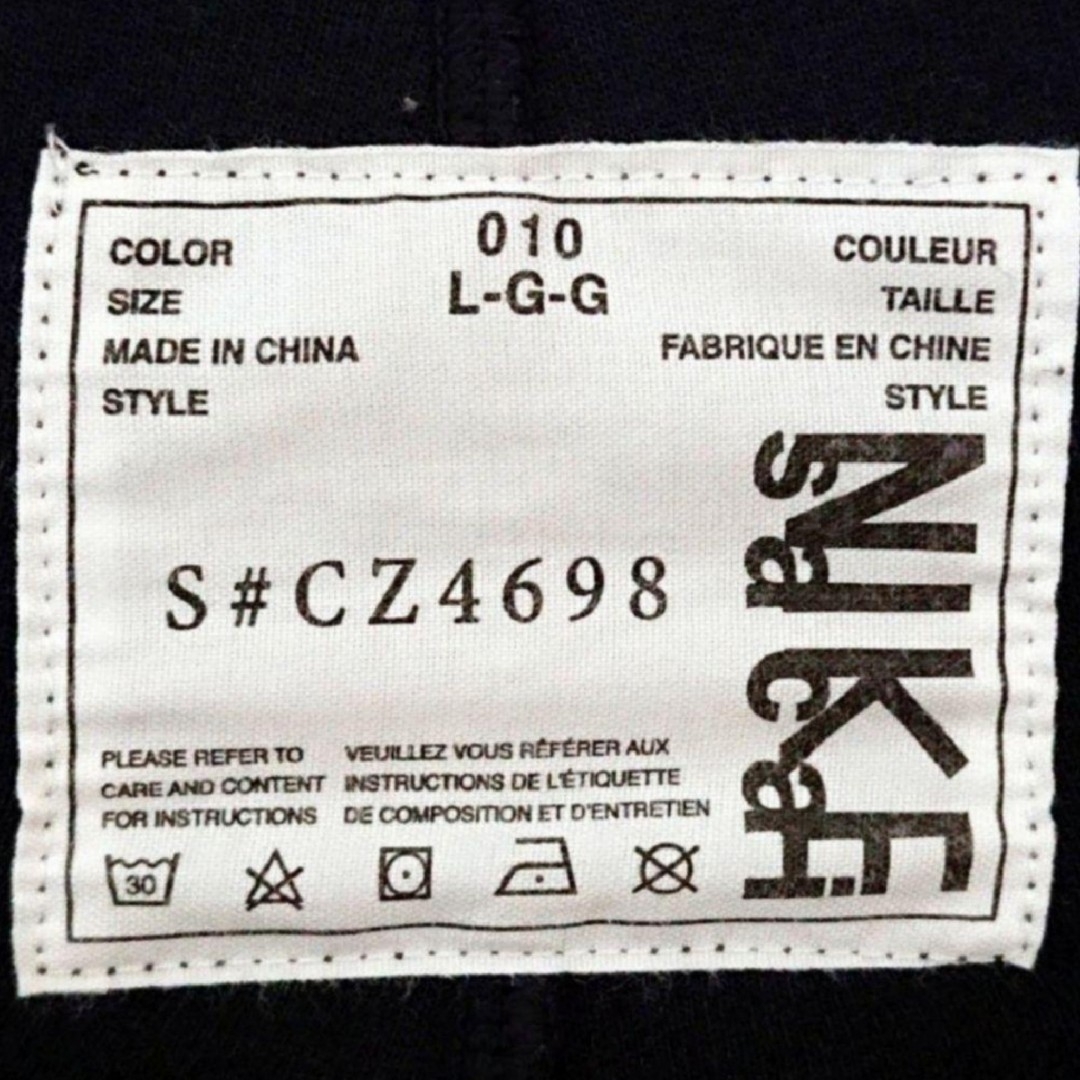 COLOR 010 COULEUR
SIZE L-G-G TAILLE
MADE IN CHINA FABRIQUE EN CHINE
STYLE STYLE
S#CZ4698
NIKE
sacai
PLEASE REFER TO VEUILLEZ VOUS RÉFÉRER AUX
CARE AND CONTENT INSTRUCTIONS DE L'ÉTIQUETTE
FOR INSTRUCTIONS DE COMPOSITION ET D'ENTRETIEN
30